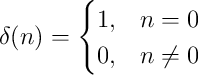 δ(n) = { 1, n = 0
0, n ≠ 0